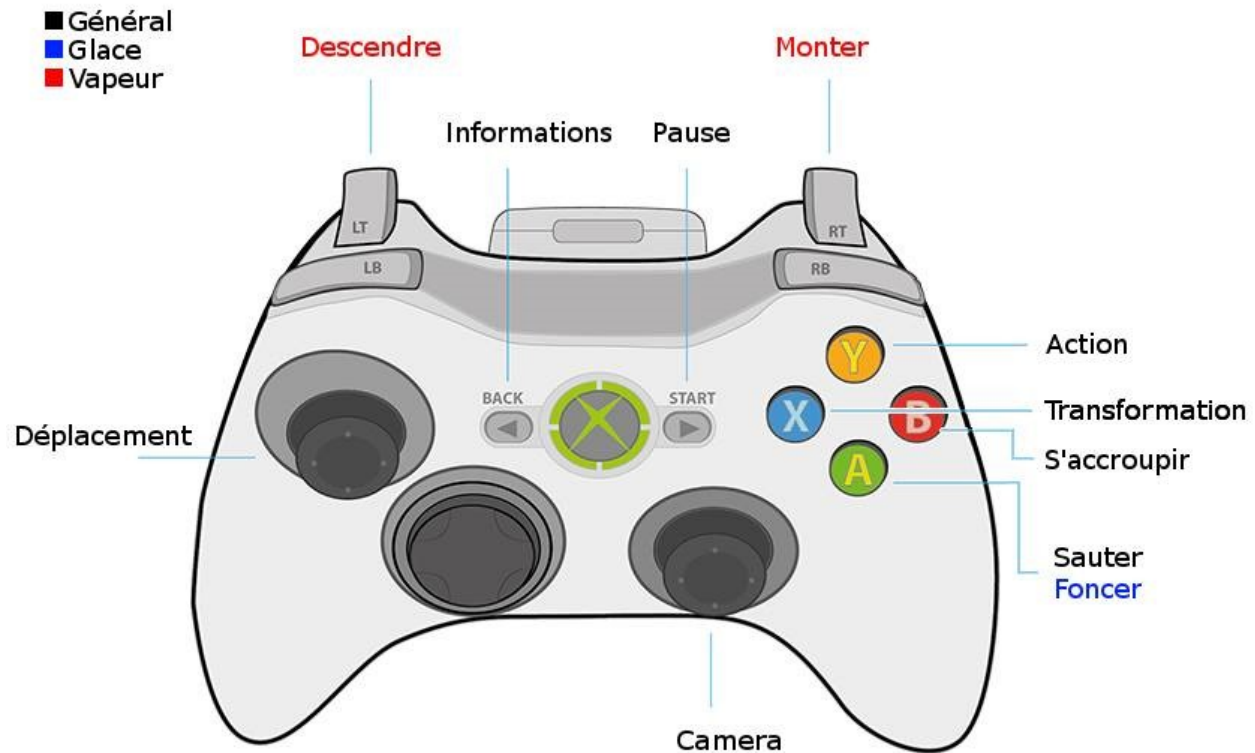 Général
Glace
Vapeur
Descendre
Monter
Informations
Pause
LT
RT
LB
RB
Y
Action
BACK
START
X
B
Transformation
Déplacement
S'accroupir
A
Sauter
Foncer
Camera